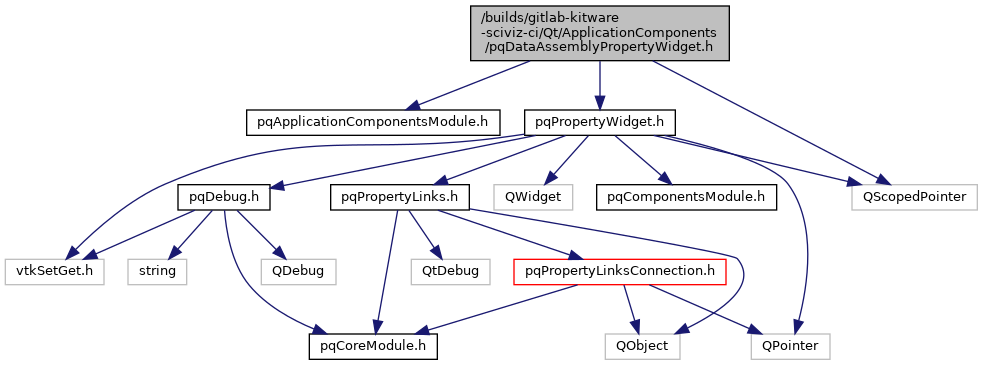 /builds/gitlab-kitware
-sciviz-ci/Qt/ApplicationComponents
/pqDataAssemblyPropertyWidget.h
pqApplicationComponentsModule.h
pqPropertyWidget.h
pqDebug.h
pqPropertyLinks.h
QWidget
pqComponentsModule.h
QScopedPointer
vtkSetGet.h
string
QDebug
QtDebug
pqPropertyLinksConnection.h
pqCoreModule.h
QObject
QPointer